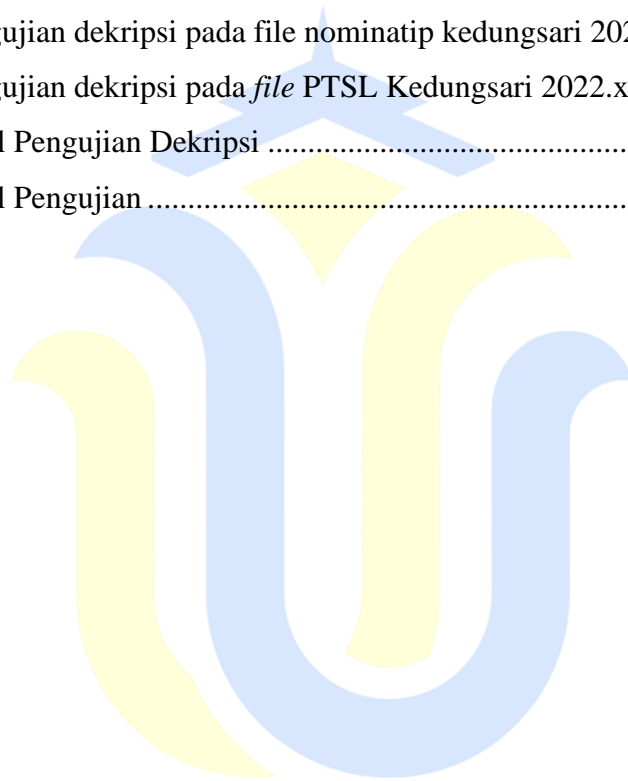 gujian dekripsi pada file nominatip kedungsari 202
gujian dekripsi pada file PTSL Kedungsari 2022.x
l Pengujian Dekripsi ..........................................
l Pengujian ............................................................